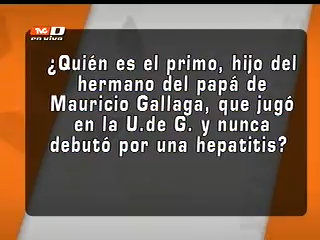 TVC D
en vivo
¿Quién es el primo, hijo del
hermano del papá de
Mauricio Gallaga, que jugó
en la U.de G. y nunca
debutó por una hepatitis?